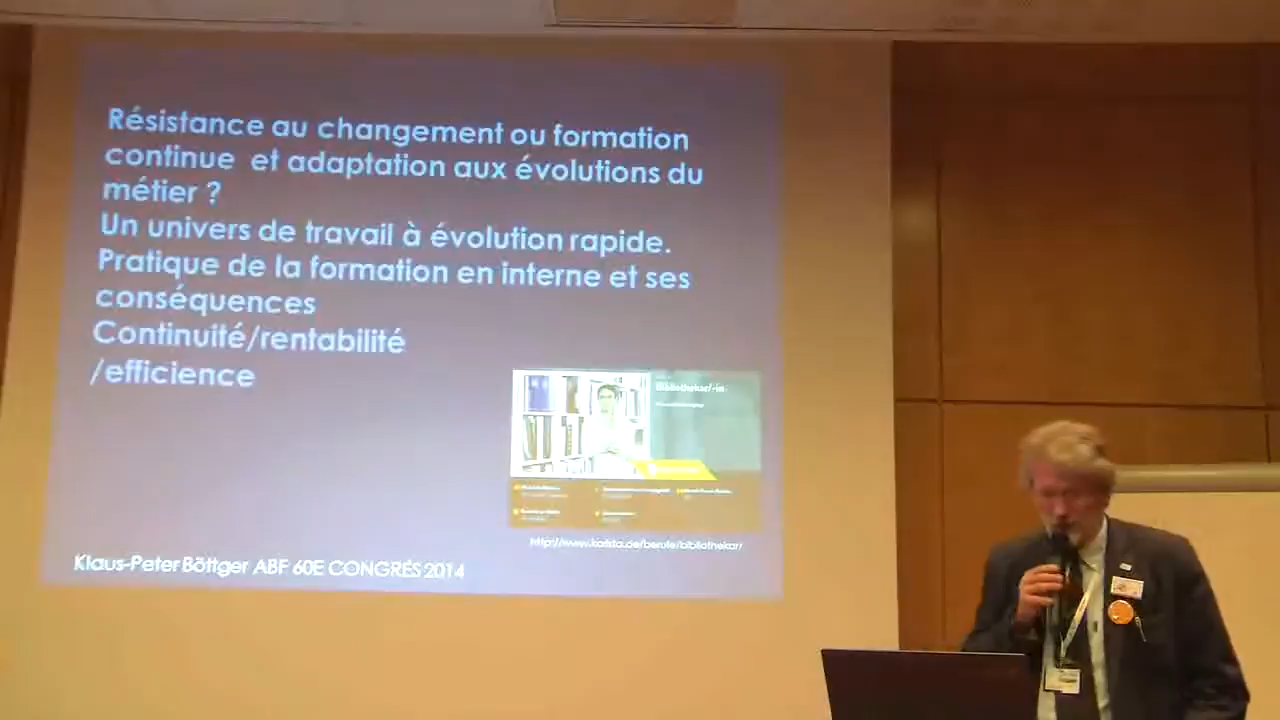 Résistance au changement ou formation
continue et adaptation aux évolutions du
métier ?
Un univers de travail à évolution rapide.
Pratique de la formation en interne et ses
conséquences
Continuité/rentabilité
/efficience
Bibliothekar/-in
http://www.karista.de/berufe/bibliothekar/
Klaus-Peter Böttger ABF 60E CONGRÉS 2014